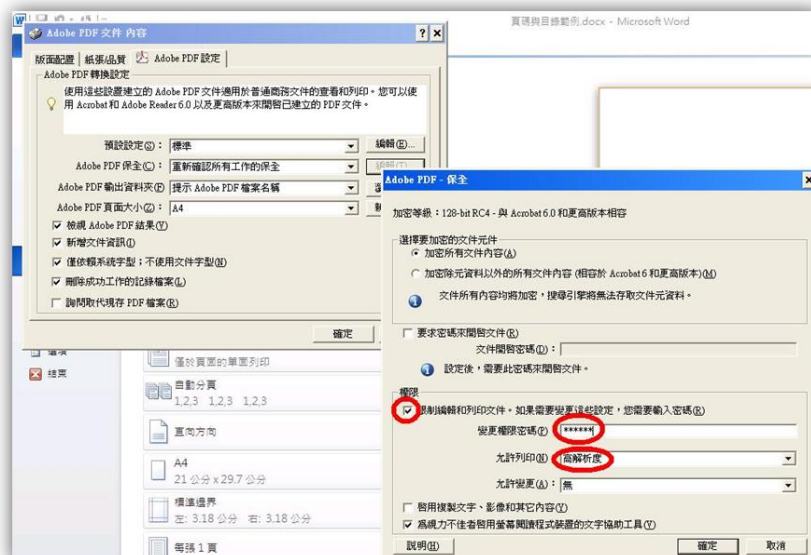 頁碼與目錄範例.docx - Microsoft Word
Adobe PDF 文件 內容
版面配置 紙張/品質 Adobe PDF 設定
Adobe PDF 轉換設定
使用這些設置建立的 Adobe PDF 文件適用於普通商務文件的查看和列印。您可以使
用 Acrobat 和 Adobe Reader 6.0 以及更高版本來開啓已建立的 PDF 文件。
預設設定(S)： 標準 編輯(E)...
Adobe PDF 保全(C)： 重新確認所有工作的保全 編輯(T)...
Adobe PDF 輸出資料夾(F) 提示 Adobe PDF 檔案名稱
Adobe PDF 頁面大小(Z)： A4
檢視 Adobe PDF 結果(V)
新增文件資訊(I)
僅依賴系統字型；不使用文件字型(N)
刪除成功工作的記錄檔案(L)
詢問取代現存 PDF 檔案(R)
確定
選項
結束
僅於頁面的單面列印
自動分頁
1,2,3 1,2,3 1,2,3
直向方向
A4
21 公分 x 29.7 公分
標準邊界
左: 3.18 公分 右: 3.18 公分
每張 1 頁
Adobe PDF - 保全
加密等級：128-bit RC4 - 與 Acrobat 6.0 和更高版本相容
選擇要加密的文件元件
加密所有文件內容(A)
加密除元資料以外的所有文件內容 (相容於 Acrobat 6 和更高版本)(M)
文件所有內容均將加密，搜尋引擎將無法存取文件元資料。
要求密碼來開啓文件(R)
文件開啓密碼(D)：
設定後，需要此密碼來開啓文件。
權限
限制編輯和列印文件。如果需要變更這些設定，您需要輸入密碼(R)
變更權限密碼(P) ******
允許列印(N) 高解析度
允許變更(A)： 無
啓用複製文字、影像和其它內容(Y)
爲視力不佳者啓用螢幕閱讀程式裝置的文字協助工具(Y)
說明(H) 確定 取消